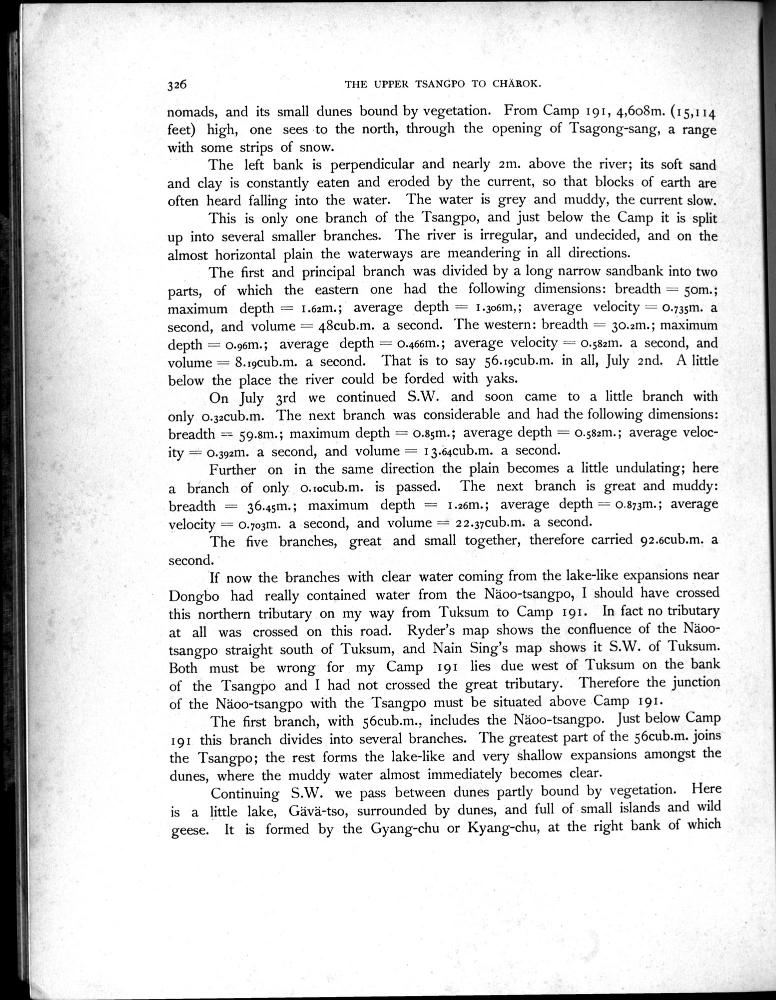 326 THE UPPER TSANGPO TO CHÄROK.
nomads, and its small dunes bound by vegetation. From Camp 191, 4,608m. (15,114
feet) high, one sees to the north, through the opening of Tsagong-sang, a range
with some strips of snow.
The left bank is perpendicular and nearly 2m. above the river; its soft sand
and clay is constantly eaten and eroded by the current, so that blocks of earth are
often heard falling into the water. The water is grey and muddy, the current slow.
This is only one branch of the Tsangpo, and just below the Camp it is split
up into several smaller branches. The river is irregular, and undecided, and on the
almost horizontal plain the waterways are meandering in all directions.
The first and principal branch was divided by a long narrow sandbank into two
parts, of which the eastern one had the following dimensions: breadth = 50m.;
maximum depth = 1.62m.; average depth = 1.306m,; average velocity = 0.735m. a
second, and volume = 48cub.m. a second. The western: breadth = 30.2m.; maximum
depth = 0.96m.; average depth = 0.466m.; average velocity = 0.582m. a second, and
volume = 8.19cub.m. a second. That is to say 56.19cub.m. in all, July 2nd. A little
below the place the river could be forded with yaks.
On July 3rd we continued S.W. and soon came to a little branch with
only 0.32cub.m. The next branch was considerable and had the following dimensions:
breadth = 59.8m.; maximum depth = 0.85m.; average depth = 0.582m.; average veloc-
ity = 0.392m. a second, and volume = 13.64cub.m. a second.
Further on in the same direction the plain becomes a little undulating; here
a branch of only 0.10cub.m. is passed. The next branch is great and muddy:
breadth = 36.45m.; maximum depth = 1.26m.; average depth = 0.873m.; average
velocity = 0.703m. a second, and volume = 22.37cub.m. a second.
The five branches, great and small together, therefore carried 92.6cub.m. a
second.
If now the branches with clear water coming from the lake-like expansions near
Dongbo had really contained water from the Näoo-tsangpo, I should have crossed
this northern tributary on my way from Tuksum to Camp 191. In fact no tributary
at all was crossed on this road. Ryder's map shows the confluence of the Näoo-
tsangpo straight south of Tuksum, and Nain Sing's map shows it S.W. of Tuksum.
Both must be wrong for my Camp 191 lies due west of Tuksum on the bank
of the Tsangpo and I had not crossed the great tributary. Therefore the junction
of the Näoo-tsangpo with the Tsangpo must be situated above Camp 191.
The first branch, with 56cub.m., includes the Näoo-tsangpo. Just below Camp
191 this branch divides into several branches. The greatest part of the 56cub.m. joins
the Tsangpo; the rest forms the lake-like and very shallow expansions amongst the
dunes, where the muddy water almost immediately becomes clear.
Continuing S.W. we pass between dunes partly bound by vegetation. Here
is a little lake, Gävä-tso, surrounded by dunes, and full of small islands and wild
geese. It is formed by the Gyang-chu or Kyang-chu, at the right bank of which